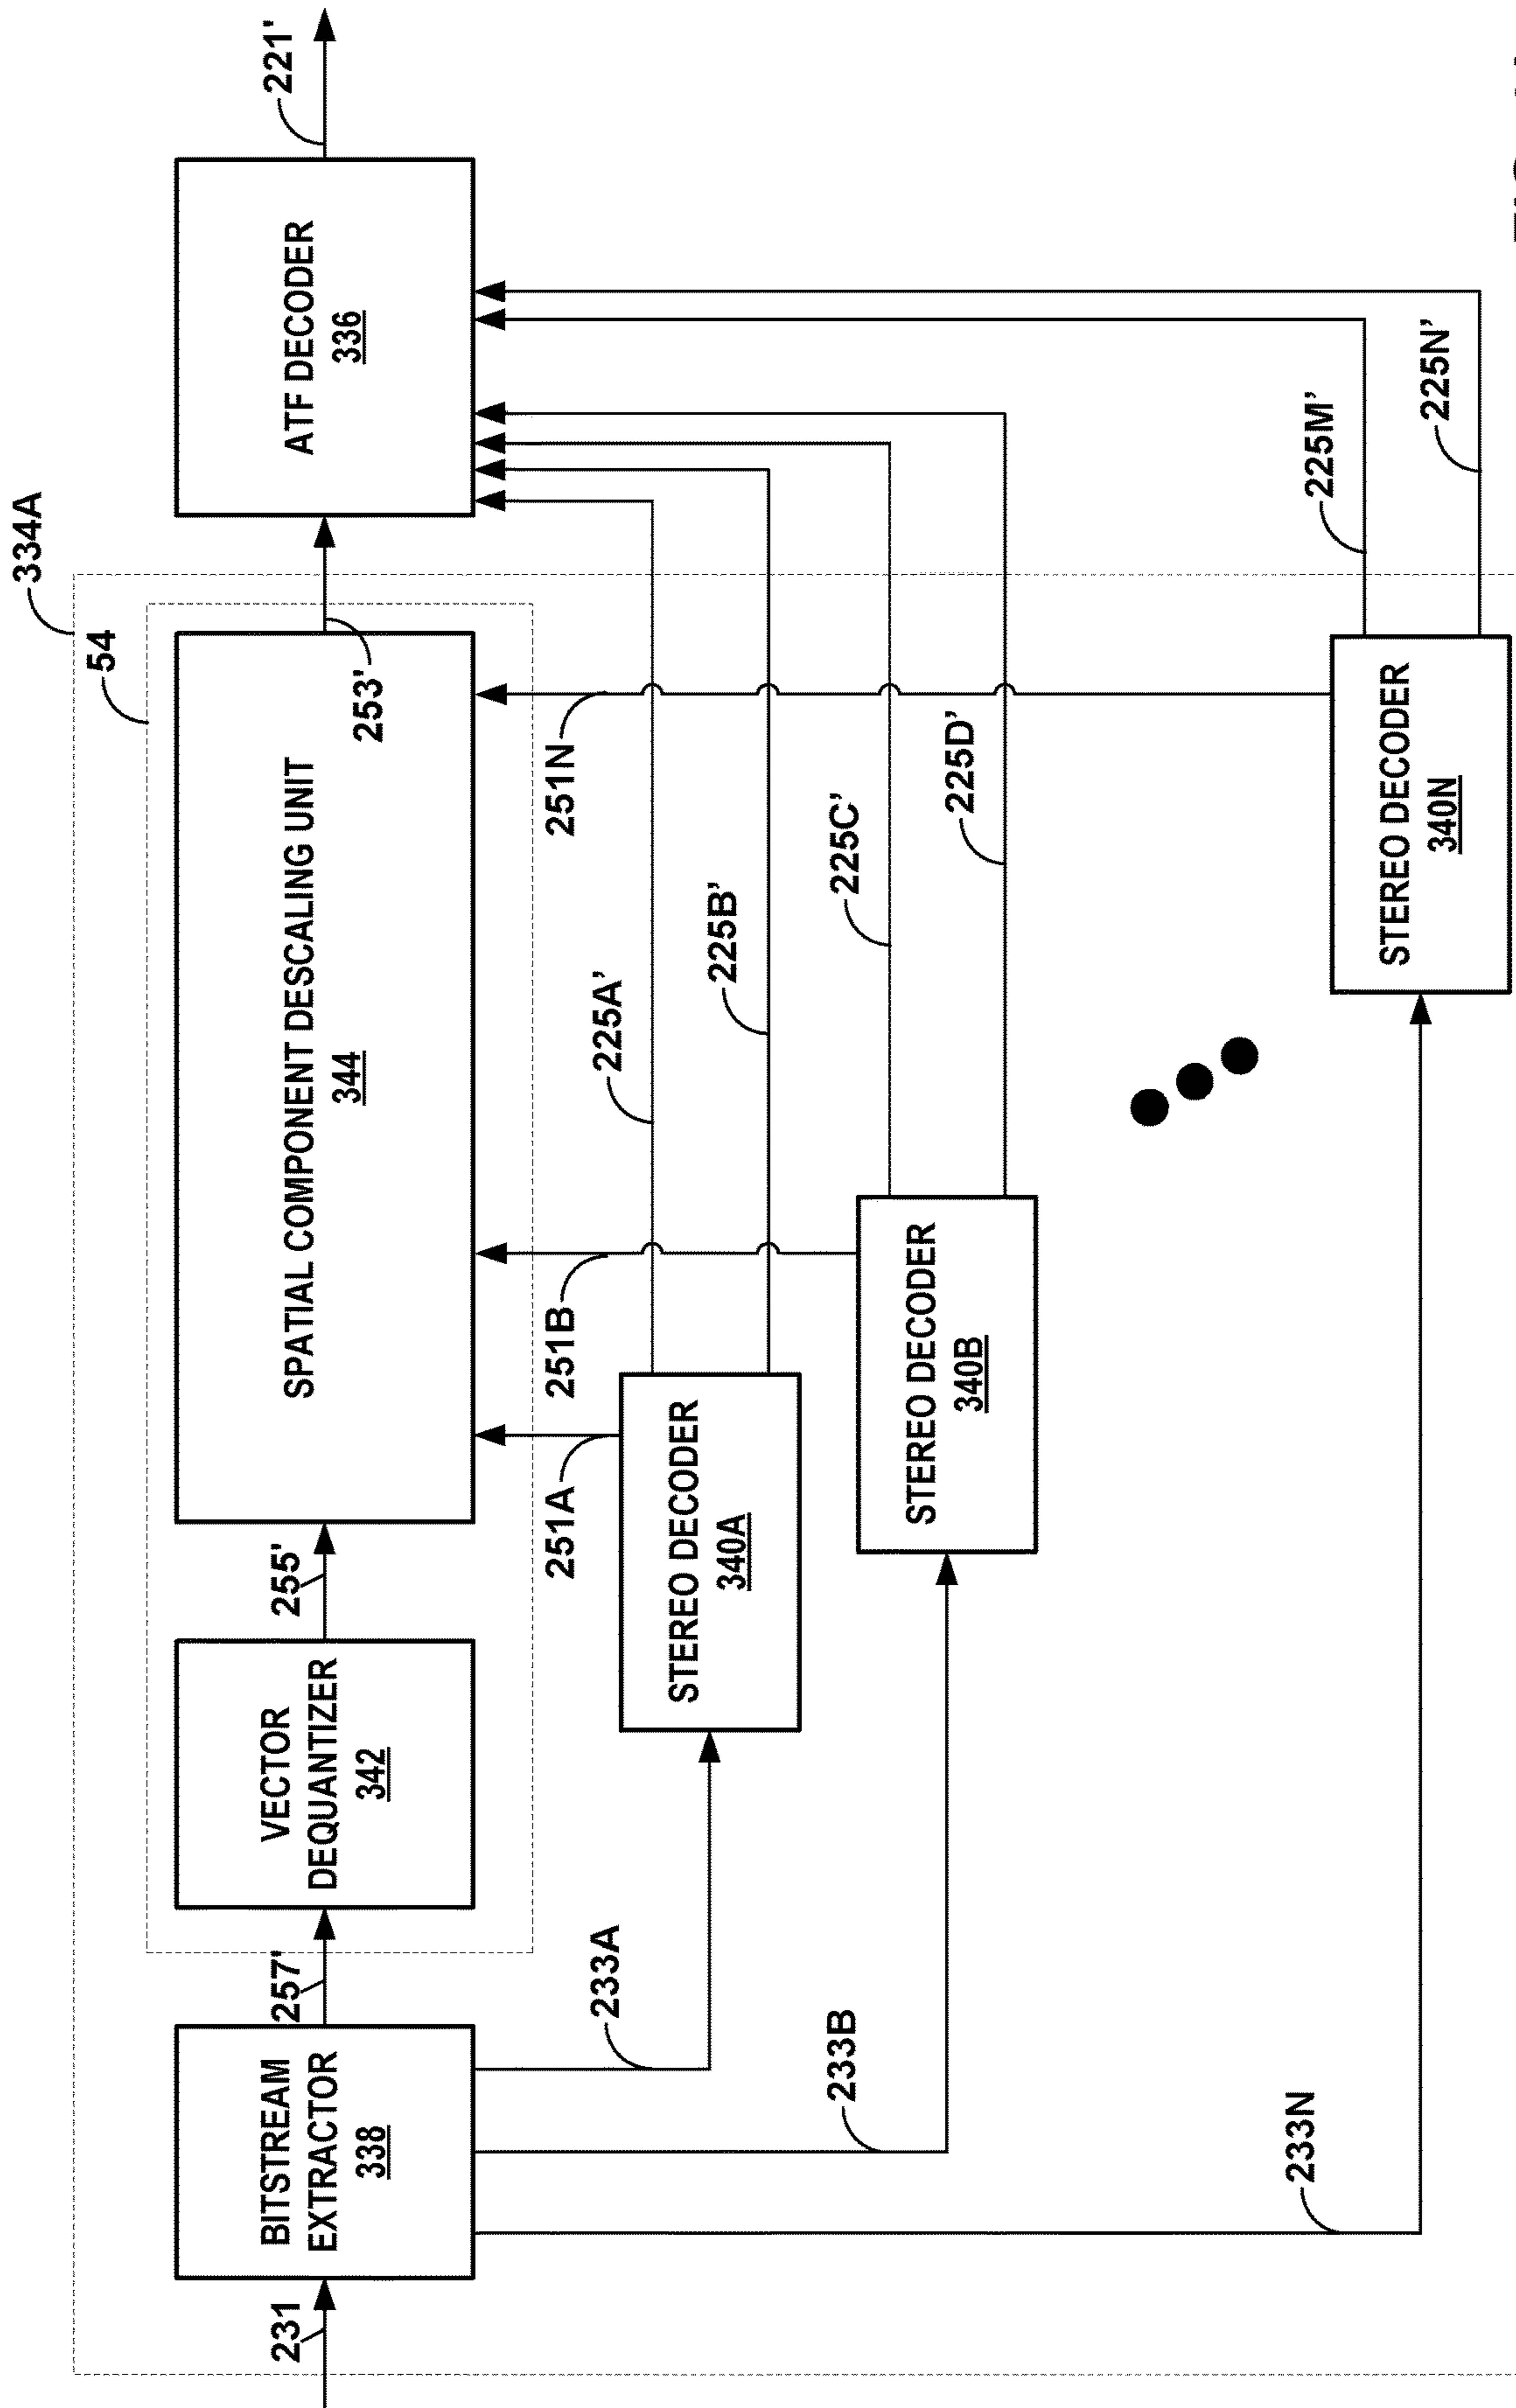 334A
54
231
BITSTREAM
EXTRACTOR
338
257'
VECTOR
DEQUANTIZER
342
255'
SPATIAL COMPONENT DESCALING UNIT
344
253'
ATF DECODER
336
221'
251A
251B
251N
233A
STEREO DECODER
340A
225A’
225B’
233B
STEREO DECODER
340B
225C’
225D’
233N
STEREO DECODER
340N
225M’
225N’